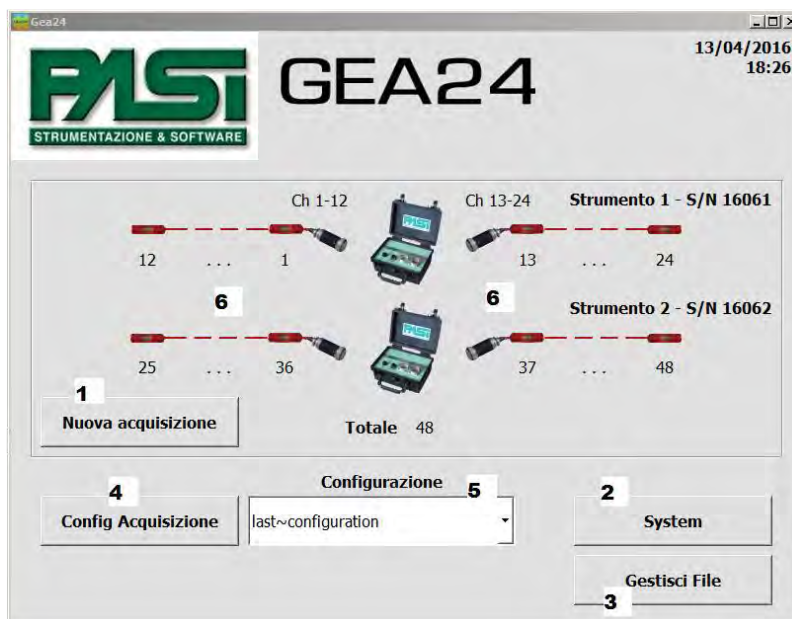 Gea24
PASI
STRUMENTAZIONE & SOFTWARE
GEA24
13/04/2016
18:26
Ch 1-12
Ch 13-24
Strumento 1 - S/N 16061
PASI
12 ... 1
13 ... 24
6
6
Strumento 2 - S/N 16062
PASI
25 ... 36
37 ... 48
1
Nuova acquisizione
Totale 48
4
Configurazione
5
2
Config Acquisizione
last~configuration
System
Gestisci File
3